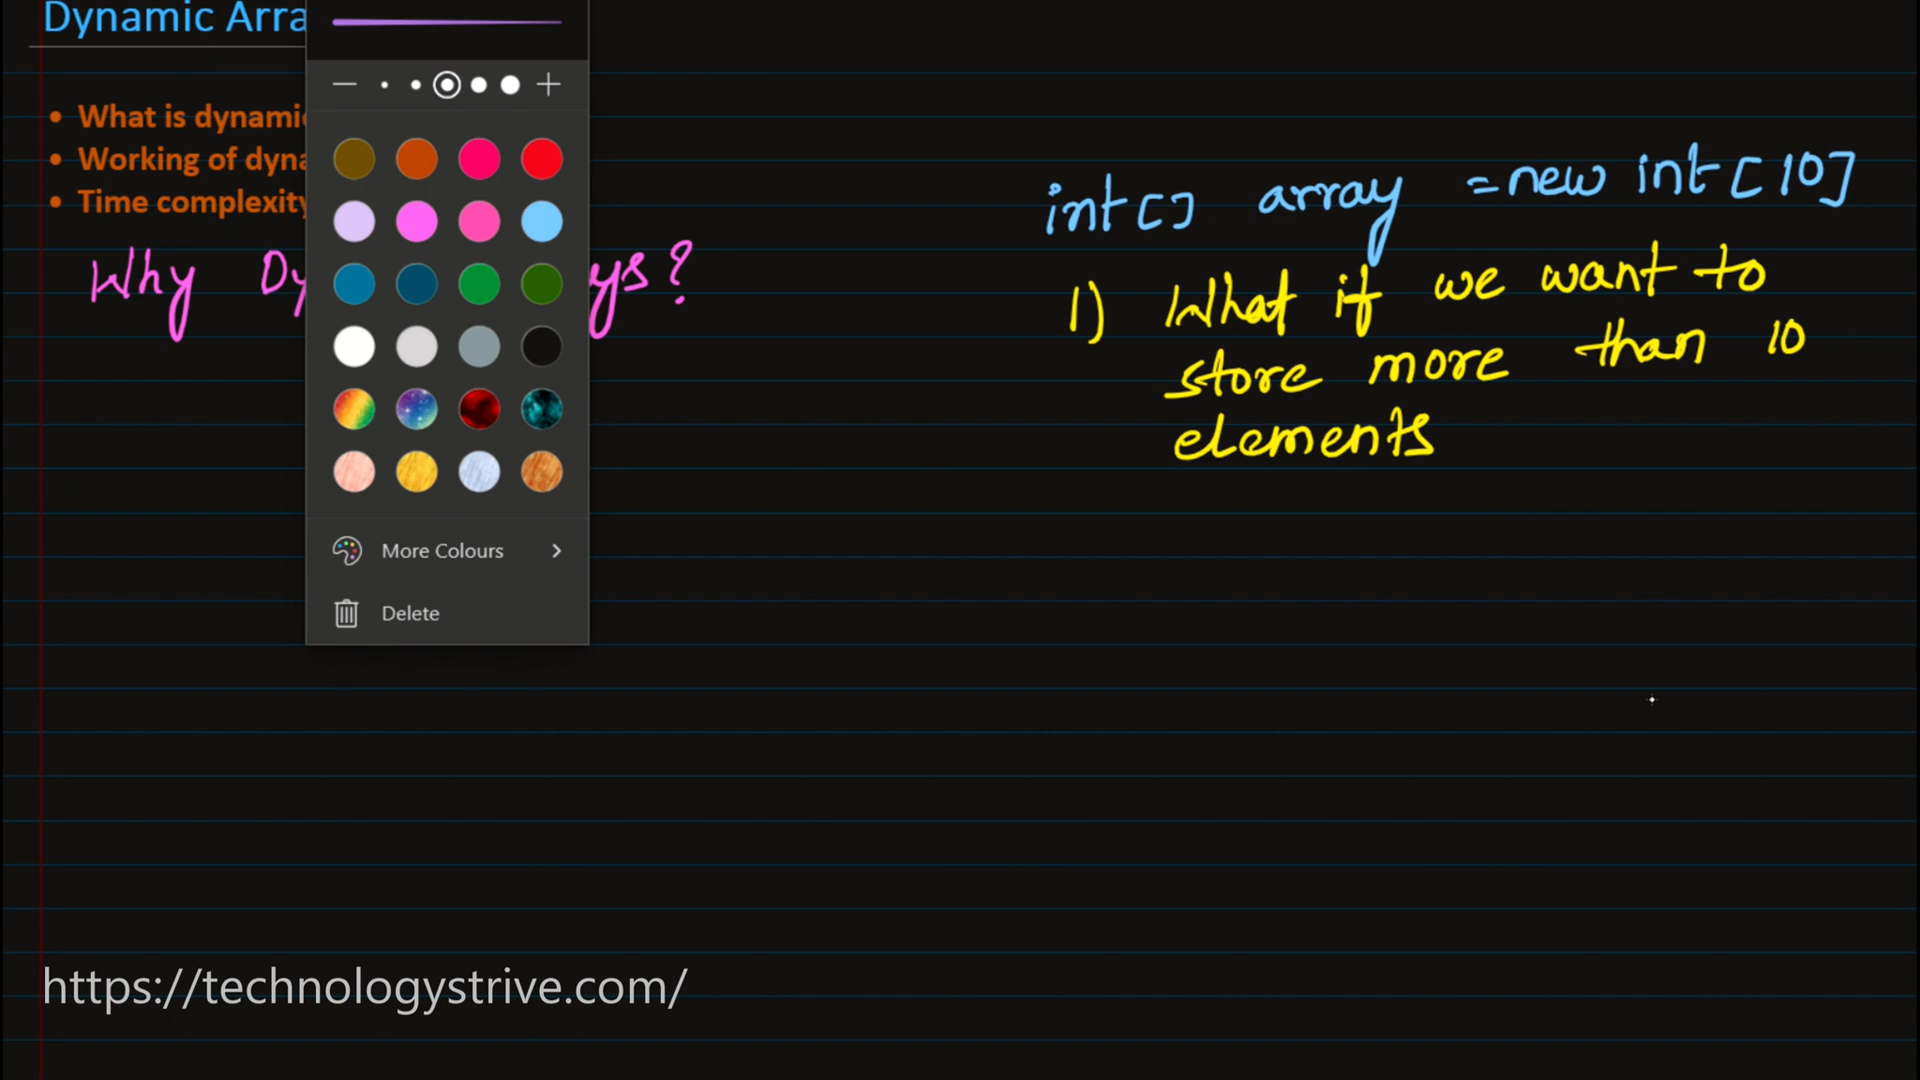 Dynamic Arra
What is dynamic
Working of dyna
Time complexity
Why Dy ys?
More Colours
Delete
int[] array = new int[10]
1) What if we want to
store more than 10
elements
https://technologystrive.com/